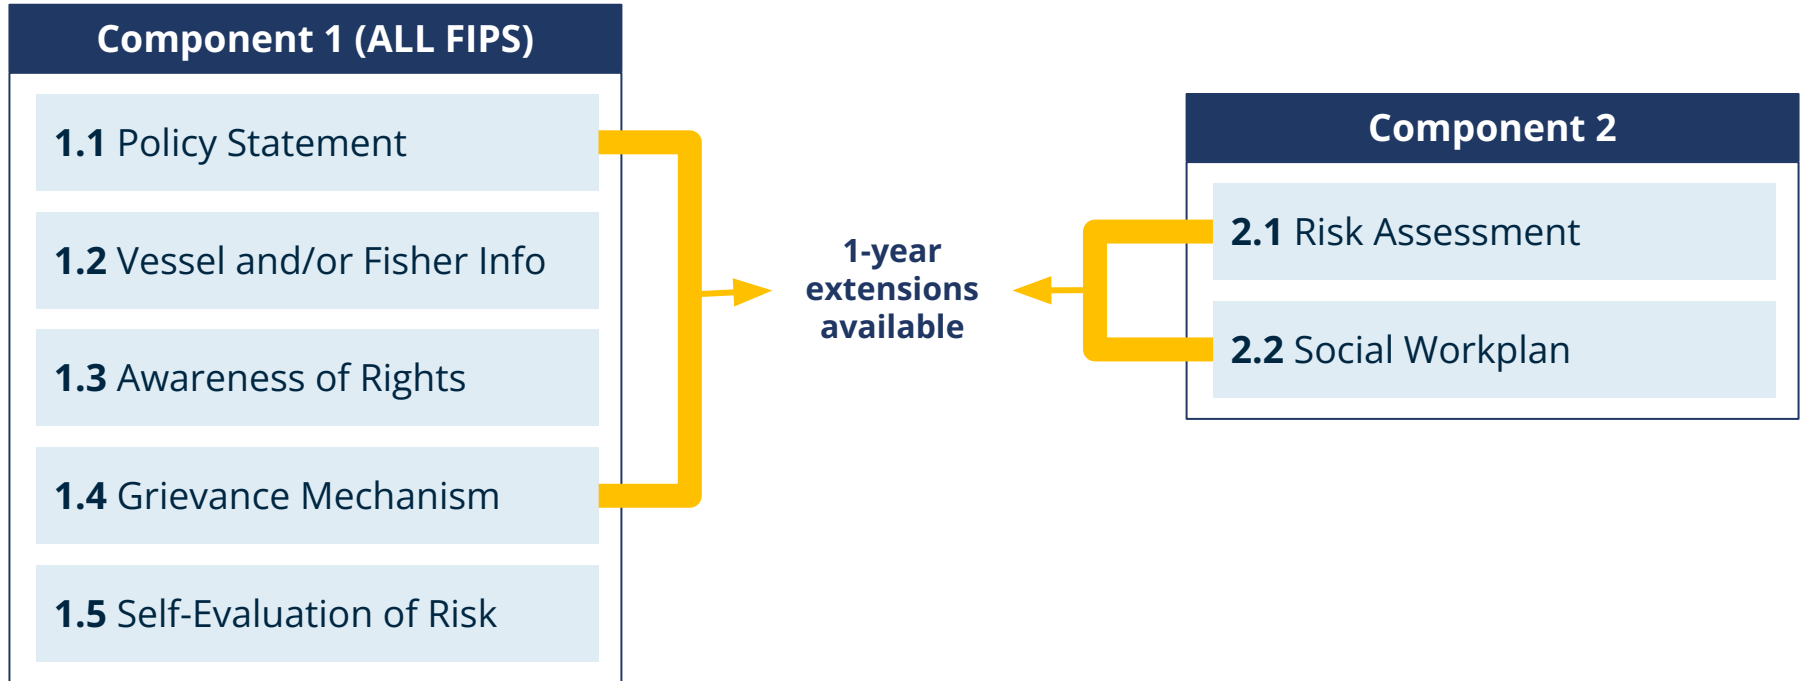 Component 1 (ALL FIPS)
1.1 Policy Statement
1.2 Vessel and/or Fisher Info
1.3 Awareness of Rights
1.4 Grievance Mechanism
1.5 Self-Evaluation of Risk
1-year
extensions
available
Component 2
2.1 Risk Assessment
2.2 Social Workplan